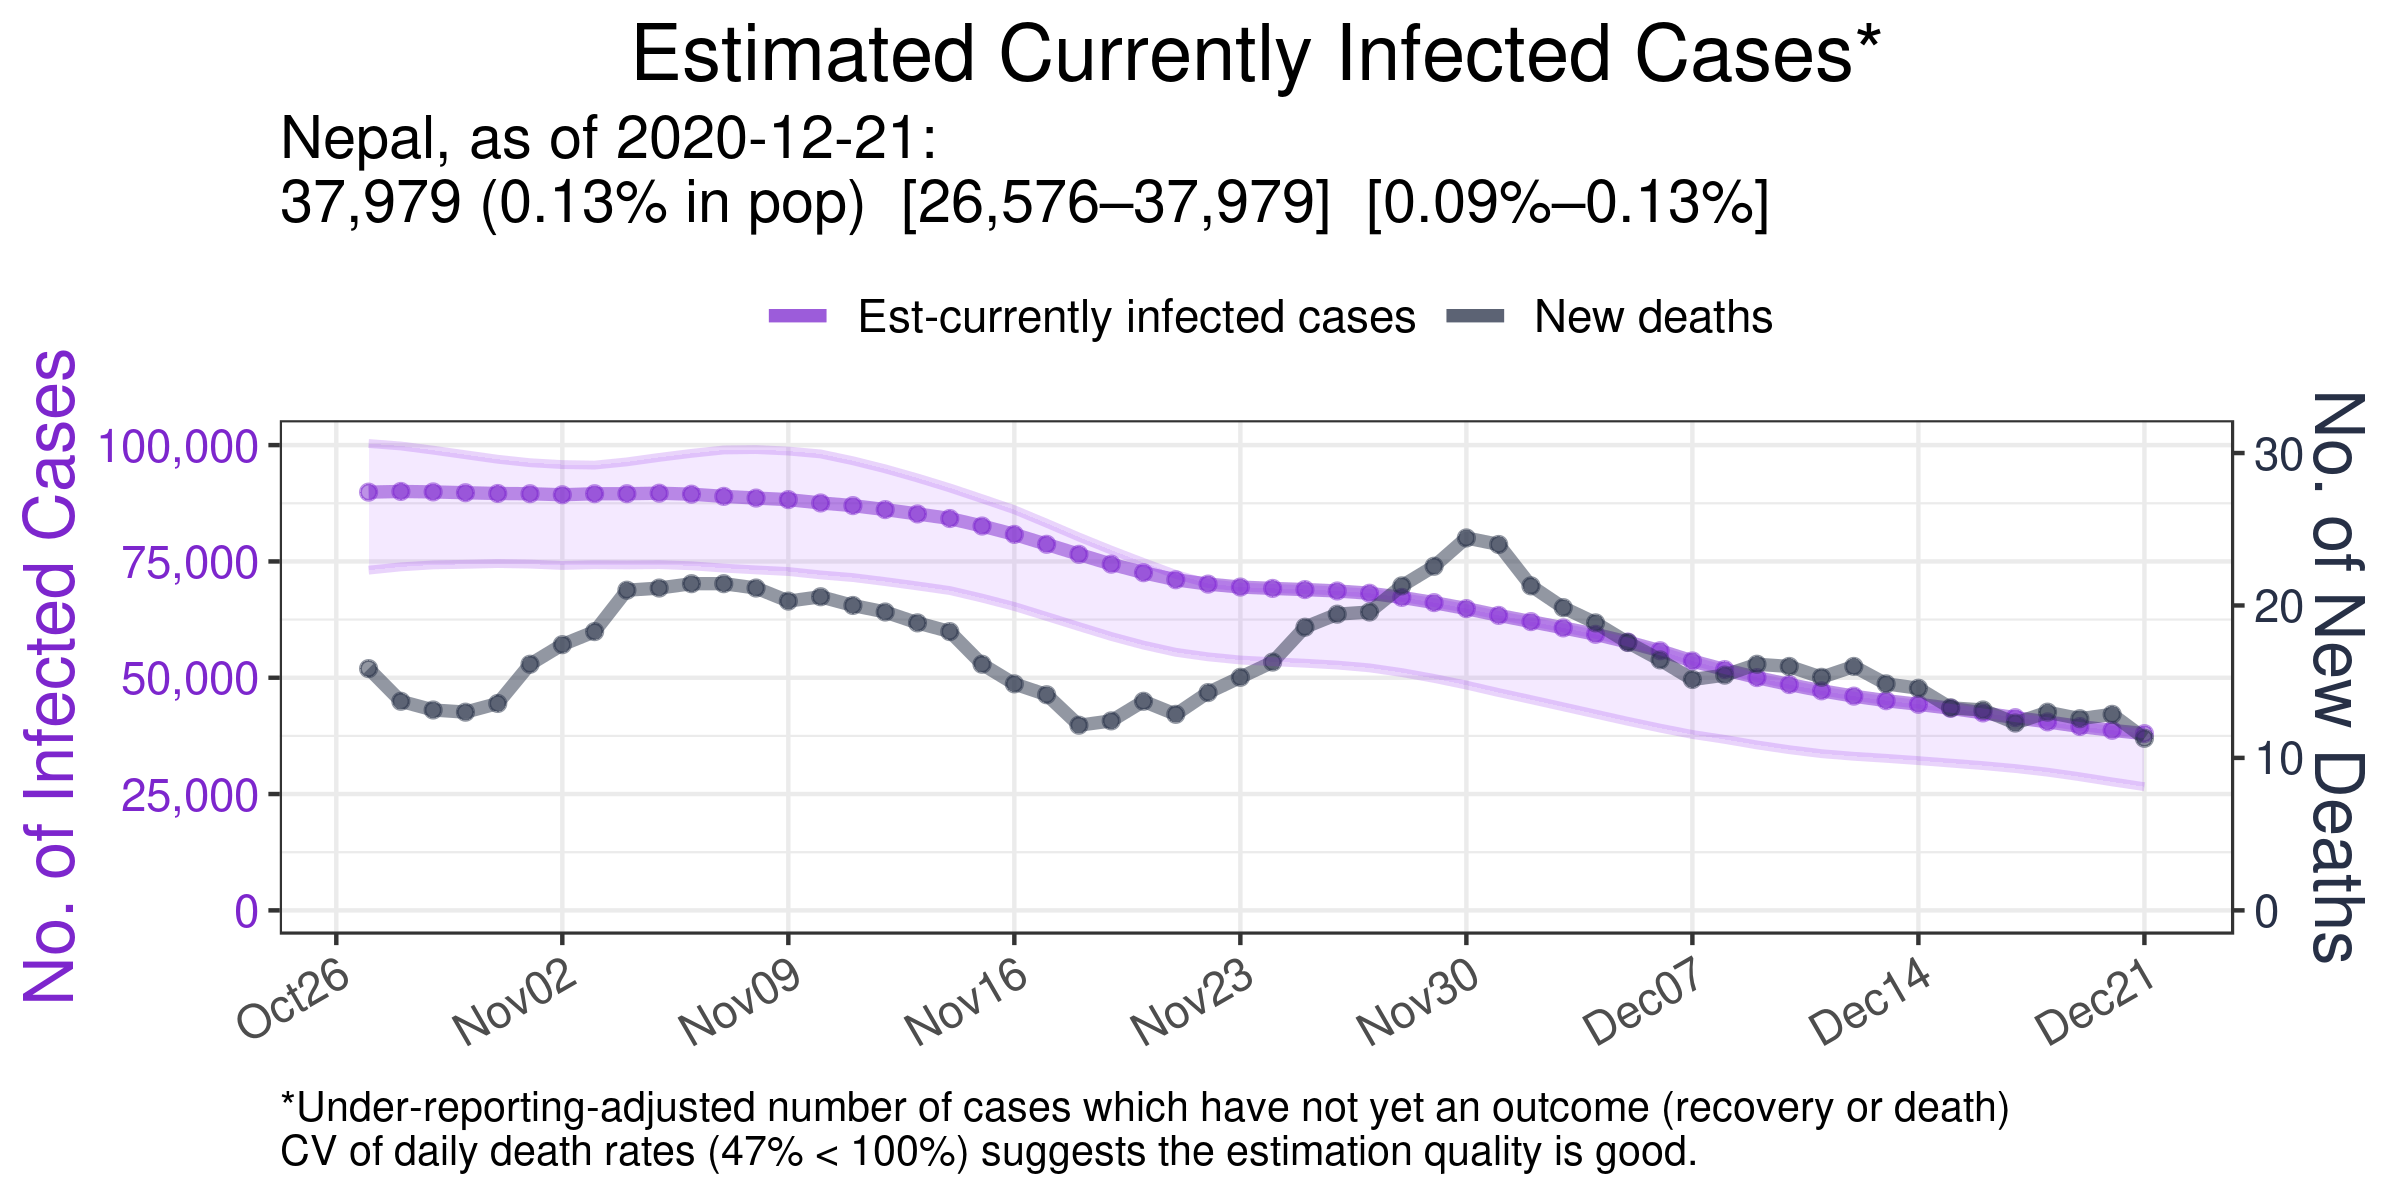 Estimated Currently Infected Cases*
Nepal, as of 2020-12-21:
37,979 (0.13% in pop)  [26,576–37,979]  [0.09%–0.13%]
Est-currently infected cases
New deaths
No. of Infected Cases
100,000
75,000
50,000
25,000
0
30
20
10
0
No. of New Deaths
Oct26
Nov02
Nov09
Nov16
Nov23
Nov30
Dec07
Dec14
Dec21
*Under-reporting-adjusted number of cases which have not yet an outcome (recovery or death)
CV of daily death rates (47% < 100%) suggests the estimation quality is good.